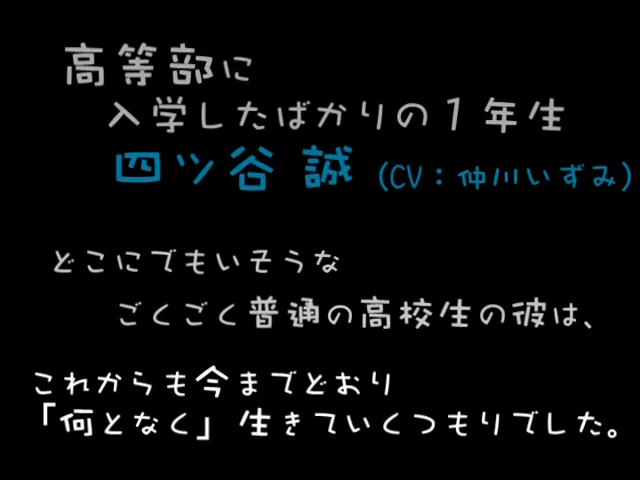 高等部に
入学したばかりの1年生
四ツ谷 誠 (CV：仲川いずみ)
どこにでもいそうな
ごくごく普通の高校生の彼は、
これからも今までどおり
「何となく」生きていくつもりでした。